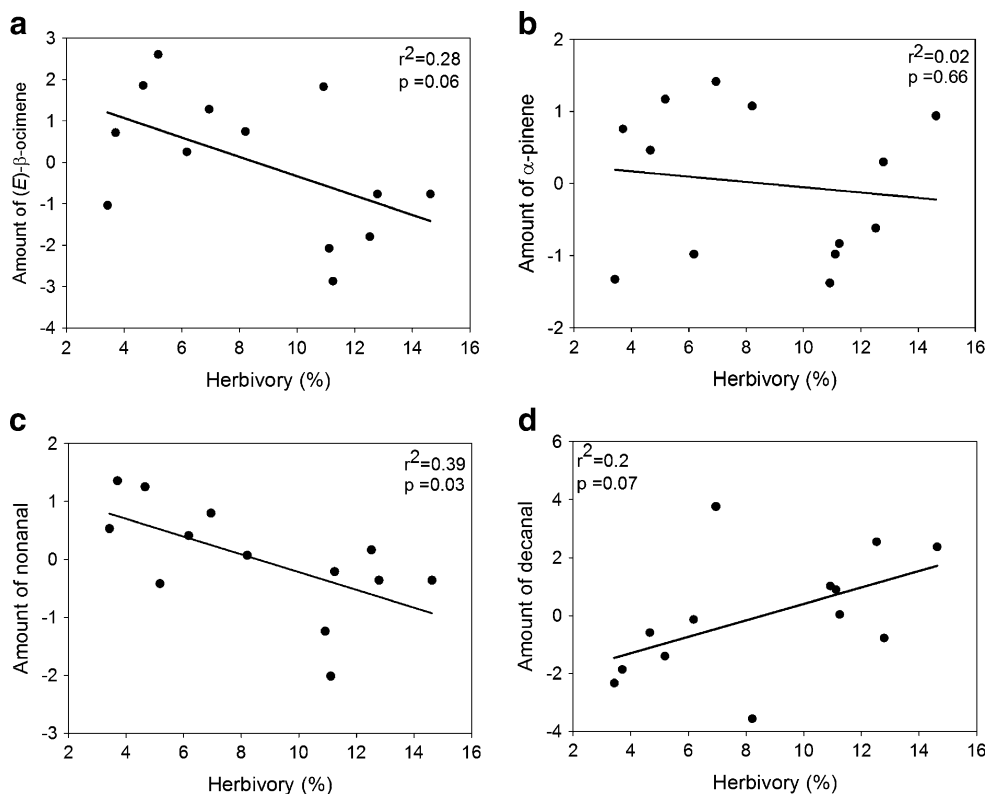 a
r²=0.28
p =0.06
3
2
1
0
-1
-2
-3
-4
Amount of (E)-β-ocimene
2 4 6 8 10 12 14 16
Herbivory (%)
b
r²=0.02
p =0.66
2
1
0
-1
-2
Amount of α-pinene
2 4 6 8 10 12 14 16
Herbivory (%)
c
r²=0.39
p =0.03
2
1
0
-1
-2
-3
Amount of nonanal
2 4 6 8 10 12 14 16
Herbivory (%)
d
r²=0.2
p =0.07
6
4
2
0
-2
-4
Amount of decanal
2 4 6 8 10 12 14 16
Herbivory (%)